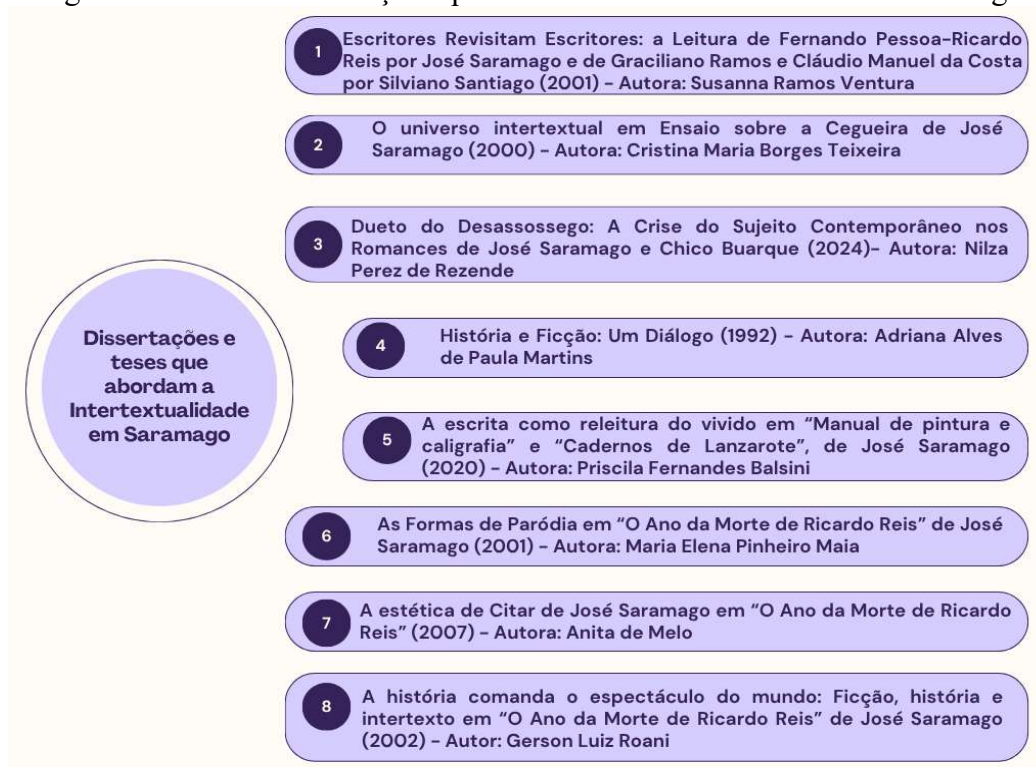 Dissertações e
teses que
abordam a
Intertextualidade
em Saramago
1
Escritores Revisitam Escritores: a Leitura de Fernando Pessoa-Ricardo
Reis por José Saramago e de Graciliano Ramos e Cláudio Manuel da Costa
por Silviano Santiago (2001) – Autora: Susanna Ramos Ventura
2
O universo intertextual em Ensaio sobre a Cegueira de José
Saramago (2000) – Autora: Cristina Maria Borges Teixeira
3
Dueto do Desassossego: A Crise do Sujeito Contemporâneo nos
Romances de José Saramago e Chico Buarque (2024)– Autora: Nilza
Perez de Rezende
4
História e Ficção: Um Diálogo (1992) – Autora: Adriana Alves
de Paula Martins
5
A escrita como releitura do vivido em “Manual de pintura e
caligrafia” e “Cadernos de Lanzarote”, de José Saramago
(2020) – Autora: Priscila Fernandes Balsini
6
As Formas de Paródia em “O Ano da Morte de Ricardo Reis” de José
Saramago (2001) – Autora: Maria Elena Pinheiro Maia
7
A estética de Citar de José Saramago em “O Ano da Morte de Ricardo
Reis” (2007) – Autora: Anita de Melo
8
A história comanda o espectáculo do mundo: Ficção, história e
intertexto em “O Ano da Morte de Ricardo Reis” de José Saramago
(2002) – Autor: Gerson Luiz Roani